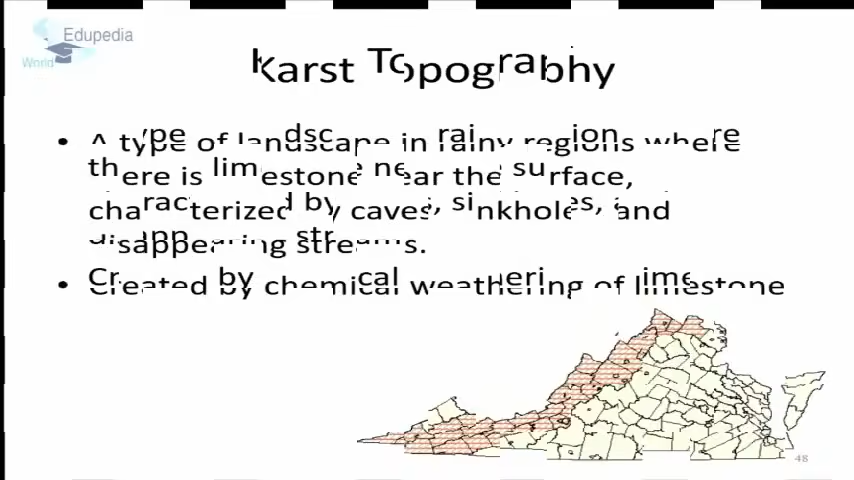 Edupedia
World
Karst Topography
• A type of landscape in rainy regions where
there is limestone near the surface,
characterized by caves, sinkholes, and
disappearing streams.
• Created by chemical weathering of limestone
48